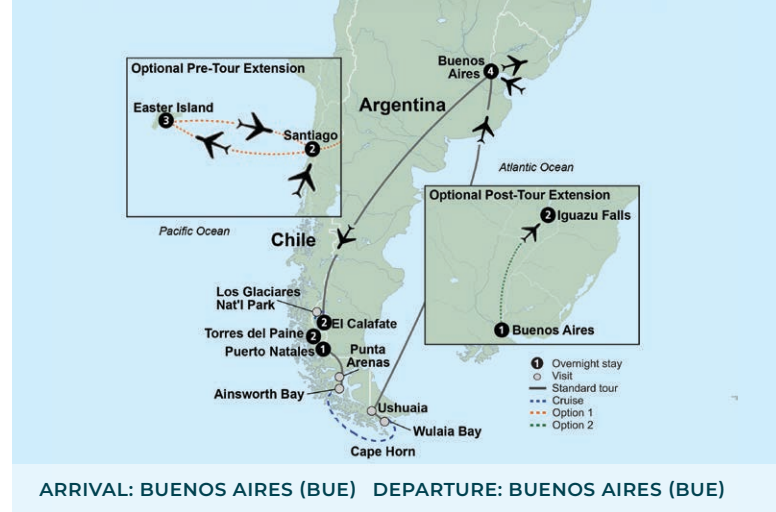 Optional Pre-Tour Extension
Easter Island
3
Santiago
2
Pacific Ocean
Buenos
Aires
4
Argentina
Atlantic Ocean
Chile
Optional Post-Tour Extension
2
Iguazu Falls
1
Buenos Aires
Los Glaciares
Nat'l Park
2
El Calafate
Torres del Paine
2
Puerto Natales
1
Punta
Arenas
Ainsworth Bay
Ushuaia
Wulaia Bay
Cape Horn
1 Overnight stay
Visit
Standard tour
Cruise
Option 1
Option 2
ARRIVAL: BUENOS AIRES (BUE) DEPARTURE: BUENOS AIRES (BUE)